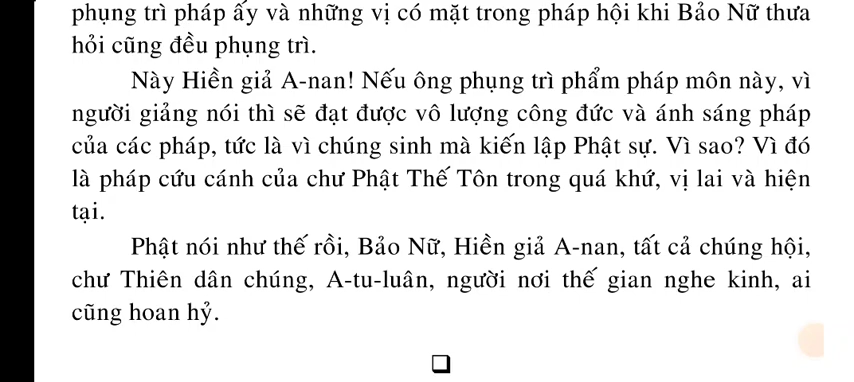 phụng trì pháp ấy và những vị có mặt trong pháp hội khi Bảo Nữ thưa
hỏi cũng đều phụng trì.
Này Hiền giả A-nan! Nếu ông phụng trì phẩm pháp môn này, vì
người giảng nói thì sẽ đạt được vô lượng công đức và ánh sáng pháp
của các pháp, tức là vì chúng sinh mà kiến lập Phật sự. Vì sao? Vì đó
là pháp cứu cánh của chư Phật Thế Tôn trong quá khứ, vị lai và hiện
tại.
Phật nói như thế rồi, Bảo Nữ, Hiền giả A-nan, tất cả chúng hội,
chư Thiên dân chúng, A-tu-luân, người nơi thế gian nghe kinh, ai
cũng hoan hỷ.